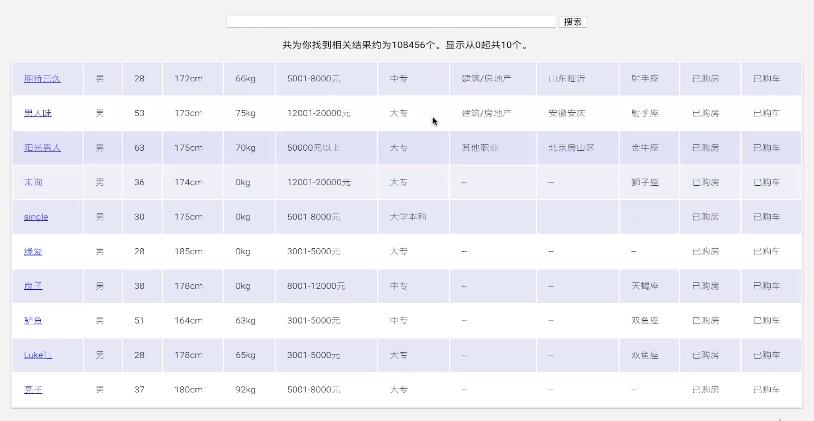 搜索
共为你找到相关结果约为108456个。显示从0起共10个。
期待已久 男 28 172cm 66kg 5001-8000元 中专 建筑/房地产 山东临沂 射手座 已购房 已购车
男人味 男 53 173cm 75kg 12001-20000元 大专 建筑/房地产 安徽安庆 射手座 已购房 已购车
阳光男人 男 63 175cm 70kg 50000元以上 大专 其他职业 北京房山区 金牛座 已购房 已购车
末询 男 36 174cm 0kg 12001-20000元 大专 -- -- 狮子座 已购房 已购车
sincle 男 30 175cm 0kg 5001-8000元 大学本科 -- -- -- 已购房 已购车
缘爱 男 28 185cm 0kg 3001-5000元 大专 -- -- -- 已购房 已购车
男 38 178cm 0kg 8001-12000元 中专 -- -- 天蝎座 已购房 已购车
鲈鱼 男 51 164cm 63kg 3001-5000元 中专 -- -- 双鱼座 已购房 已购车
Luke江 男 28 178cm 65kg 3001-5000元 大专 -- -- 双鱼座 已购房 已购车
亮子 男 37 180cm 92kg 5001-8000元 大专 -- -- -- 已购房 已购车